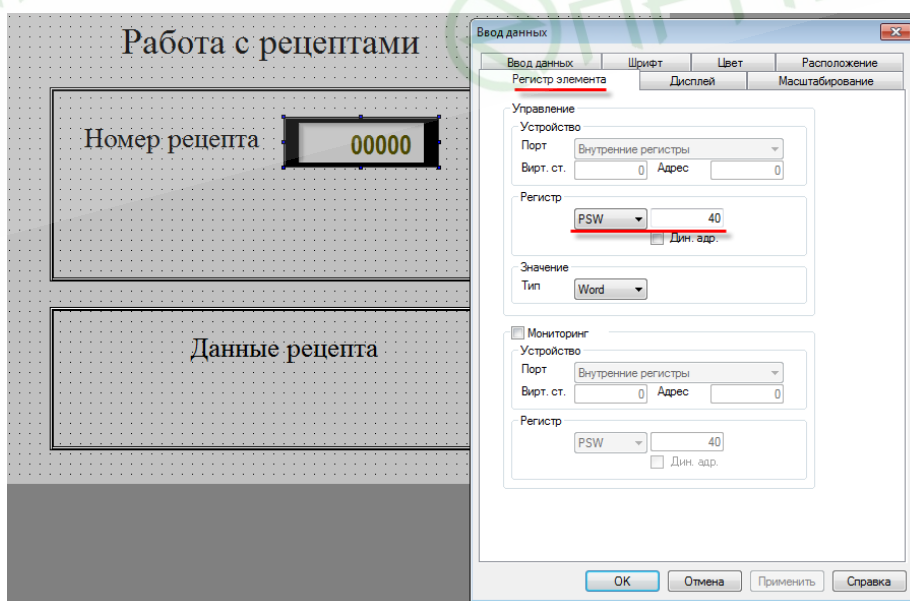 Работа с рецептами
Номер рецепта
00000
Данные рецепта
Ввод данных
Ввод данных Шрифт Цвет Расположение
Регистр элемента Дисплей Масштабирование
Управление
Устройство
Порт Внутренние регистры
Вирт. ст. 0 Адрес 0
Регистр
PSW 40
Дин. адр.
Значение
Тип Word
Мониторинг
Устройство
Порт Внутренние регистры
Вирт. ст. 0 Адрес 0
Регистр
PSW 40
Дин. адр.
OK Отмена Применить Справка